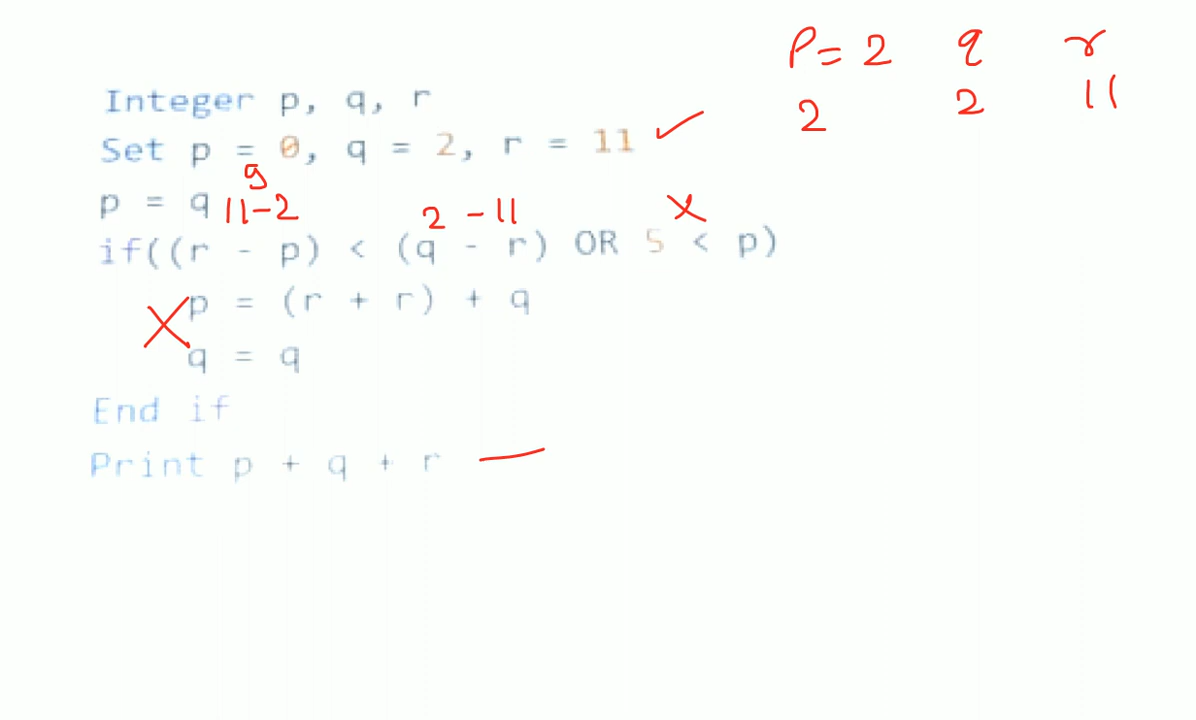 P=2 q r
2 2 11
Integer p, q, r
Set p = 0, q = 2, r = 11
9
p = q 11-2 2 -11
if((r - p) < (q - r) OR 5 < p)
p = (r + r) + q
q = q
End if
Print p + q + r